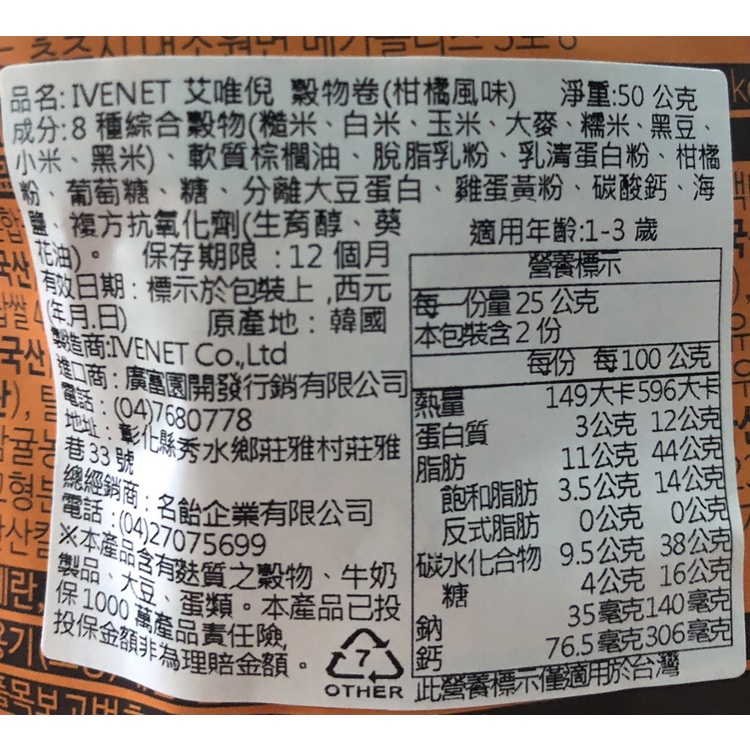 品名: IVENET 艾唯倪 穀物卷(柑橘風味) 淨重:50 公克
成分:8 種綜合穀物(糙米、白米、玉米、大麥、糯米、黑豆、
小米、黑米)、軟質棕櫚油、脫脂乳粉、乳清蛋白粉、柑橘
粉、葡萄糖、糖、分離大豆蛋白、雞蛋黃粉、碳酸鈣、海
鹽、複方抗氧化劑(生育醇、葵
花油)。 保存期限:12 個月
有效日期:標示於包裝上,西元
(年.月.日) 原產地:韓國
製造商:IVENET Co.,Ltd
進口商:廣富園開發行銷有限公司
電話:(04)7680778
地址:彰化縣秀水鄉莊雅村莊雅
巷 33 號
總經銷商:名飴企業有限公司
電話:(04)27075699
※本產品含有麩質之穀物、牛奶
製品、大豆、蛋類。本產品已投
保 1000 萬產品責任險,
投保金額非為理賠金額。
7
OTHER
適用年齡:1-3 歲
營養標示
每一份量 25 公克
本包裝含 2 份
每份 每 100 公克
熱量 149大卡 596大卡
蛋白質 3公克 12公克
脂肪 11公克 44公克
飽和脂肪 3.5公克 14公克
反式脂肪 0公克 0公克
碳水化合物 9.5公克 38公克
糖 4公克 16公克
鈉 35毫克 140毫克
鈣 76.5毫克 306毫克
此營養標示僅適用於台灣